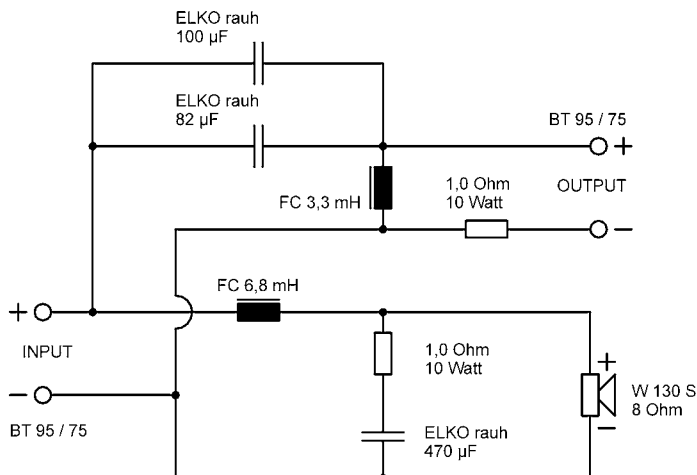 ELKO rauh
100 µF
ELKO rauh
82 µF
BT 95 / 75
+
FC 3,3 mH
1,0 Ohm
10 Watt
OUTPUT
−
FC 6,8 mH
+
INPUT
1,0 Ohm
10 Watt
+
W 130 S
8 Ohm
−
−
BT 95 / 75
ELKO rauh
470 µF